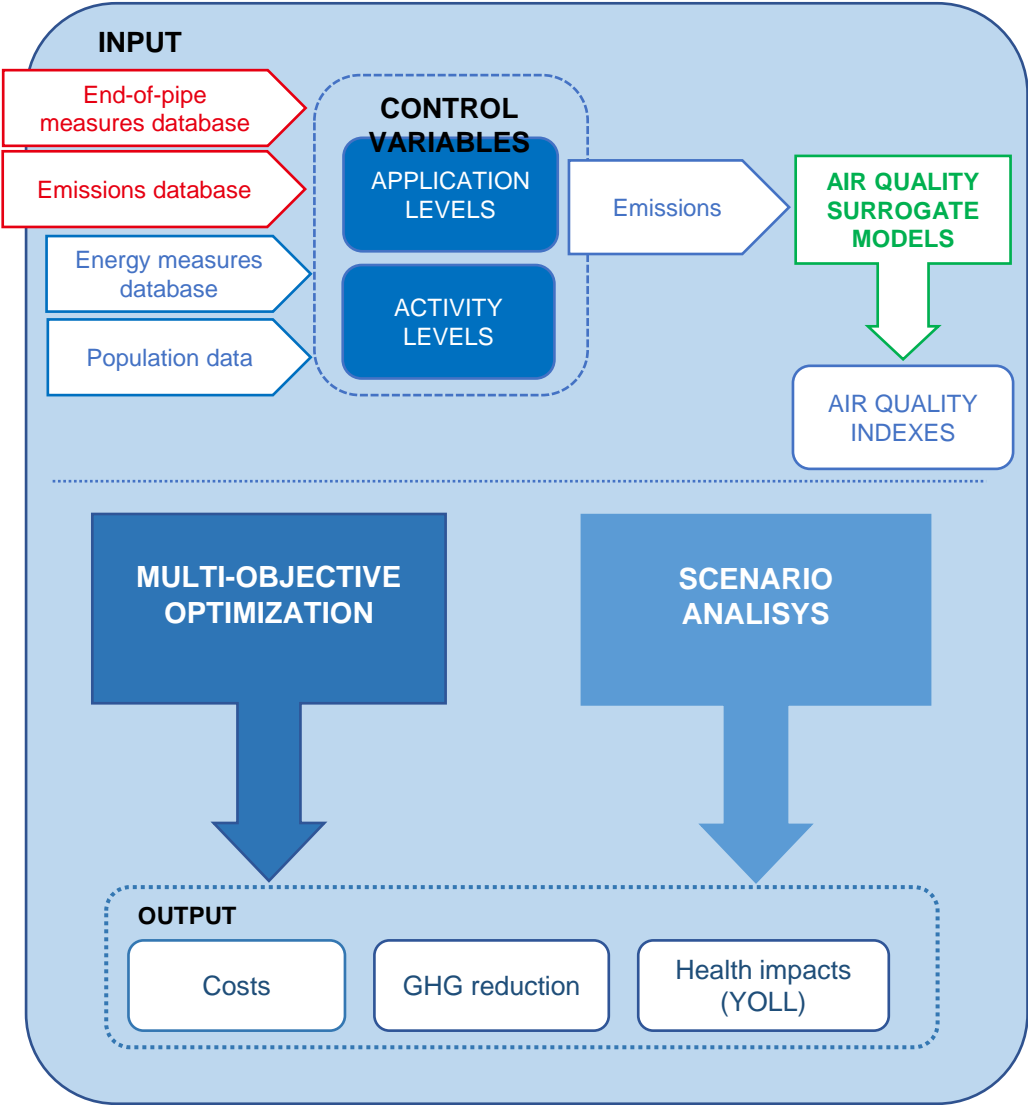 INPUT
End-of-pipe
measures database
Emissions database
Energy measures
database
Population data
CONTROL
VARIABLES
APPLICATION
LEVELS
ACTIVITY
LEVELS
Emissions
AIR QUALITY
SURROGATE
MODELS
AIR QUALITY
INDEXES
MULTI-OBJECTIVE
OPTIMIZATION
SCENARIO
ANALISYS
OUTPUT
Costs
GHG reduction
Health impacts
(YOLL)